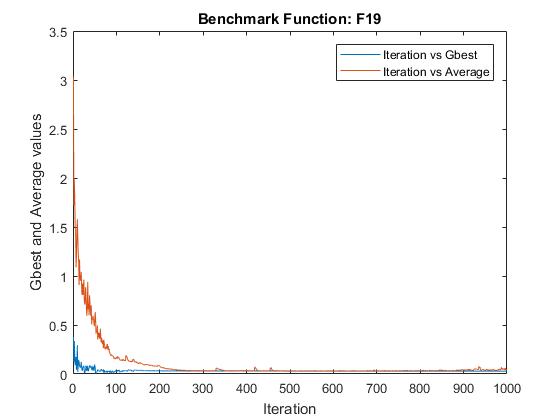 Benchmark Function: F19
Iteration vs Gbest
Iteration vs Average
Gbest and Average values
3.5
3
2.5
2
1.5
1
0.5
0
0 100 200 300 400 500 600 700 800 900 1000
Iteration